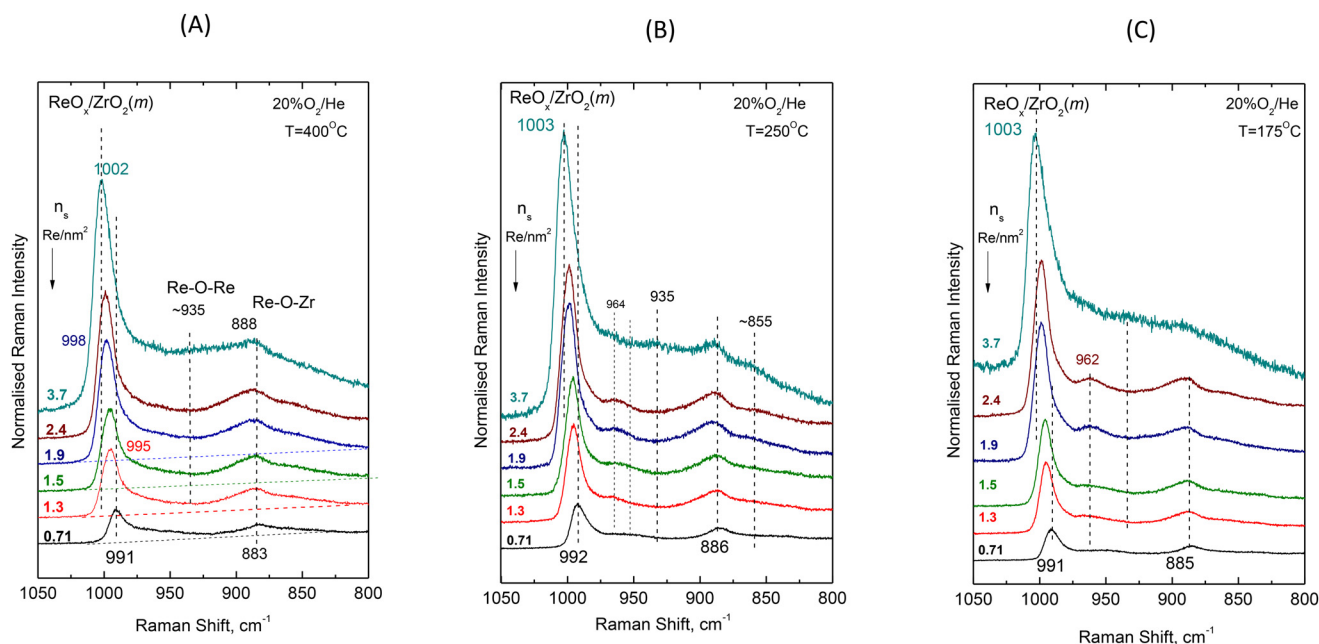 (A)
ReOₓ/ZrO₂(m)
20%O₂/He
T=400°C
1002
nₛ
Re/nm²
Re-O-Re
~935
Re-O-Zr
888
998
3.7
2.4
995
1.9
1.5
1.3
0.71
991
883
1050
1000
950
900
850
800
Raman Shift, cm⁻¹
Normalised Raman Intensity
(B)
ReOₓ/ZrO₂(m)
20%O₂/He
T=250°C
1003
nₛ
Re/nm²
964
935
~855
3.7
2.4
1.9
1.5
1.3
0.71
992
886
1050
1000
950
900
850
800
Raman Shift, cm⁻¹
Normalised Raman Intensity
(C)
ReOₓ/ZrO₂(m)
20%O₂/He
T=175°C
1003
nₛ
Re/nm²
3.7
962
2.4
1.9
1.5
1.3
0.71
991
885
1050
1000
950
900
850
800
Raman Shift, cm⁻¹
Normalised Raman Intensity